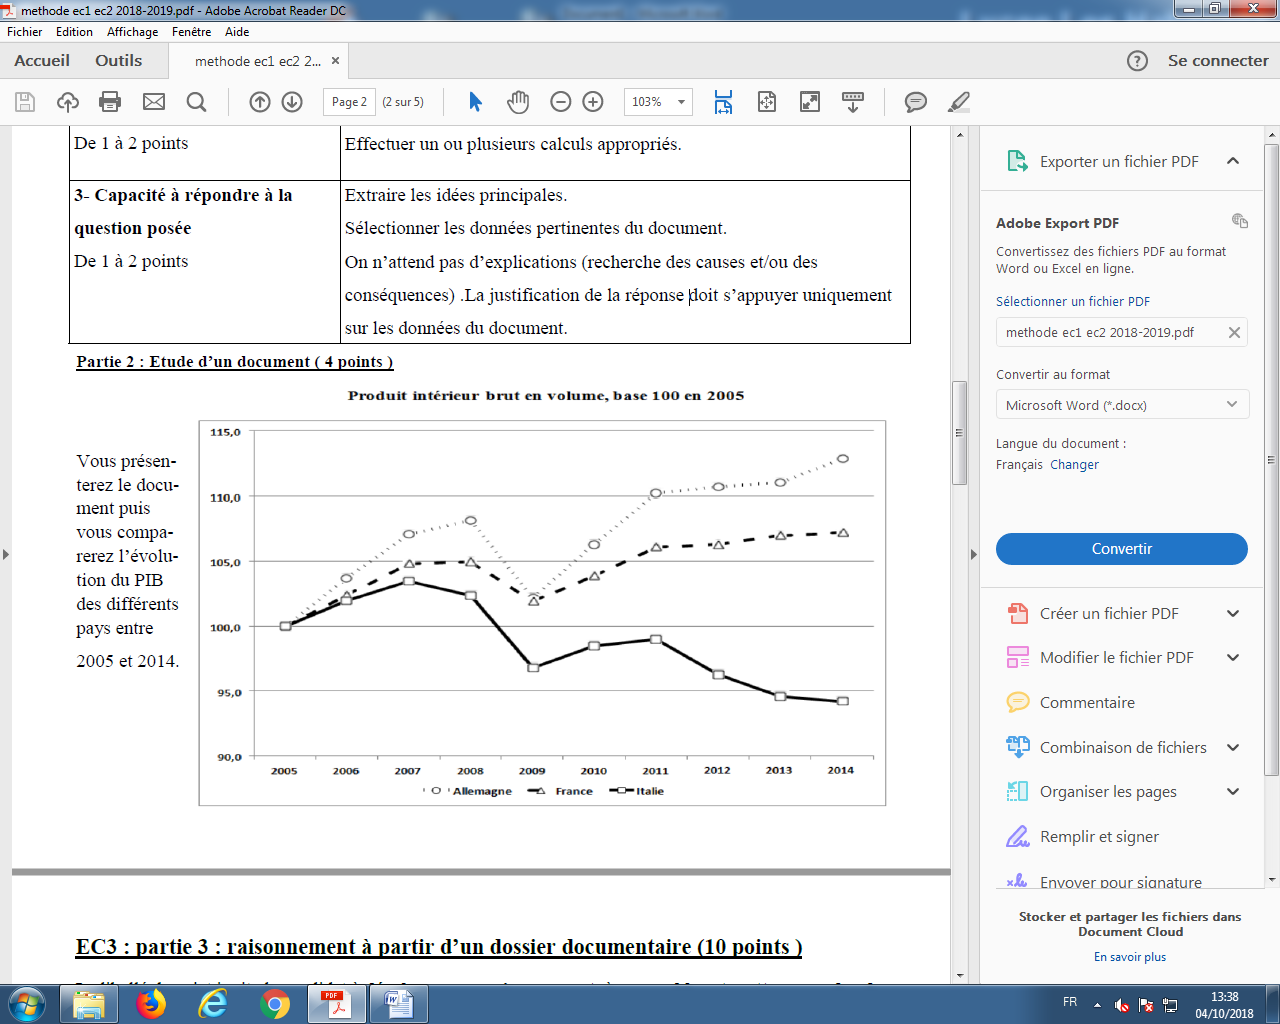 methode ec1 ec2 2018-2019.pdf - Adobe Acrobat Reader DC
Fichier Edition Affichage Fenêtre Aide
Accueil Outils methode ec1 ec2 2... × ? Se connecter
Page 2 (2 sur 5) 103%
De 1 à 2 points
Effectuer un ou plusieurs calculs appropriés.
3- Capacité à répondre à la
question posée
De 1 à 2 points
Extraire les idées principales.
Sélectionner les données pertinentes du document.
On n’attend pas d’explications (recherche des causes et/ou des
conséquences) .La justification de la réponse doit s’appuyer uniquement
sur les données du document.
Partie 2 : Etude d’un document ( 4 points )
Produit intérieur brut en volume, base 100 en 2005
Vous présen-
terez le docu-
ment puis
vous compa-
rerez l’évolu-
tion du PIB
des différents
pays entre
2005 et 2014.
115,0
110,0
105,0
100,0
95,0
90,0
2005 2006 2007 2008 2009 2010 2011 2012 2013 2014
Allemagne France Italie
EC3 : partie 3 : raisonnement à partir d’un dossier documentaire (10 points )
Exporter un fichier PDF
Adobe Export PDF
Convertissez des fichiers PDF au format
Word ou Excel en ligne.
Sélectionner un fichier PDF
methode ec1 ec2 2018-2019.pdf
Convertir au format
Microsoft Word (*.docx)
Langue du document :
Français Changer
Convertir
Créer un fichier PDF
Modifier le fichier PDF
Commentaire
Combinaison de fichiers
Organiser les pages
Remplir et signer
Envoyer pour signature
Stocker et partager les fichiers dans
Document Cloud
En savoir plus
FR
13:38
04/10/2018